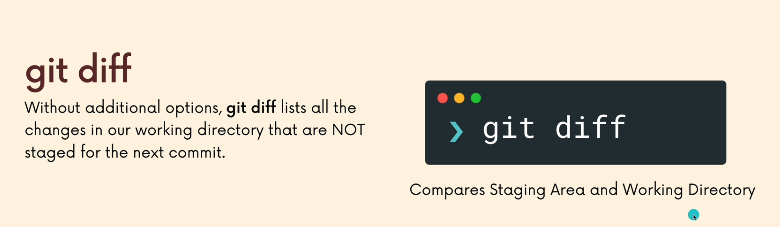 git diff
Without additional options, git diff lists all the
changes in our working directory that are NOT
staged for the next commit.
❯ git diff
Compares Staging Area and Working Directory